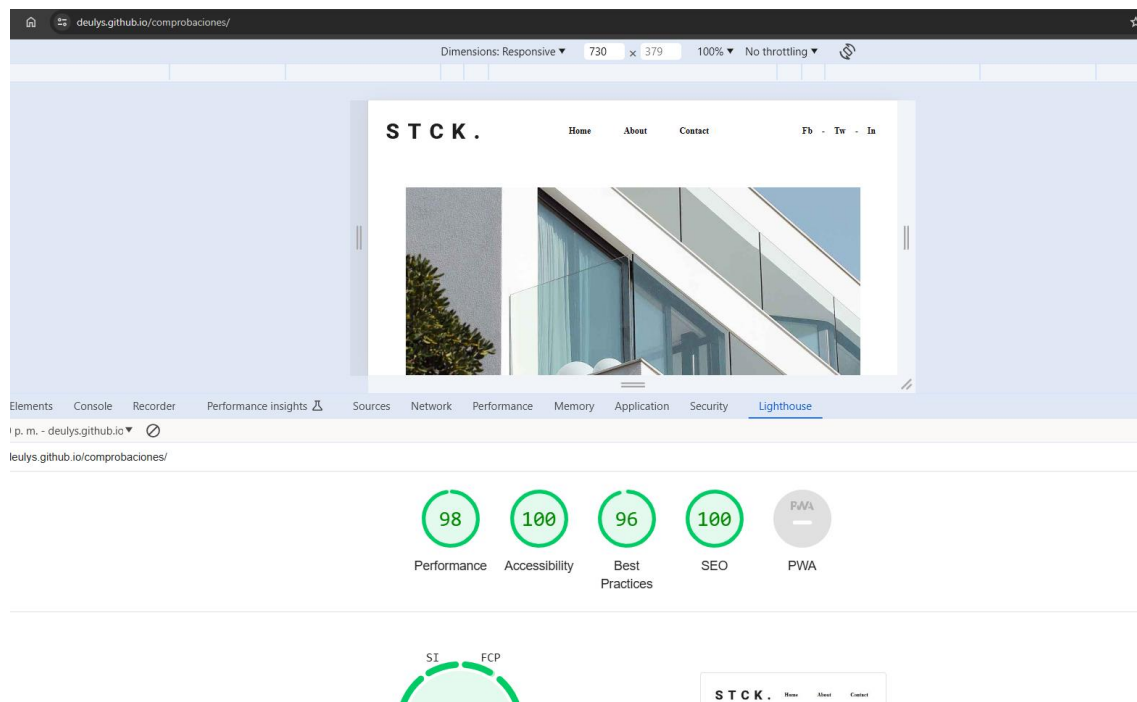 deulys.github.io/comprobaciones/
Dimensions: Responsive ▼ 730 × 379 100% ▼ No throttling ▼
STCK. Home About Contact Fb - Tw - In
Elements Console Recorder Performance insights Sources Network Performance Memory Application Security Lighthouse
p. m. - deulys.github.io ▼
deulys.github.io/comprobaciones/
98 100 96 100 PWA
Performance Accessibility Best Practices SEO PWA
SI FCP
STCK. Home About Contact